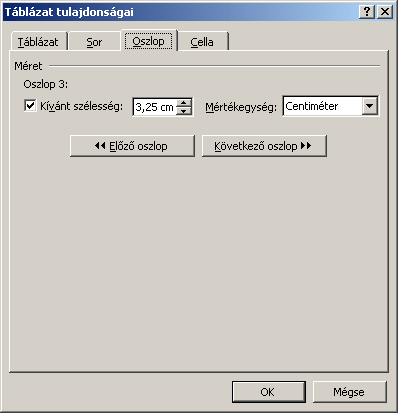 Táblázat tulajdonságai
Táblázat Sor Oszlop Cella
Méret
Oszlop 3:
Kívánt szélesség: 3,25 cm Mértékegység: Centiméter
Előző oszlop Következő oszlop
OK Mégse